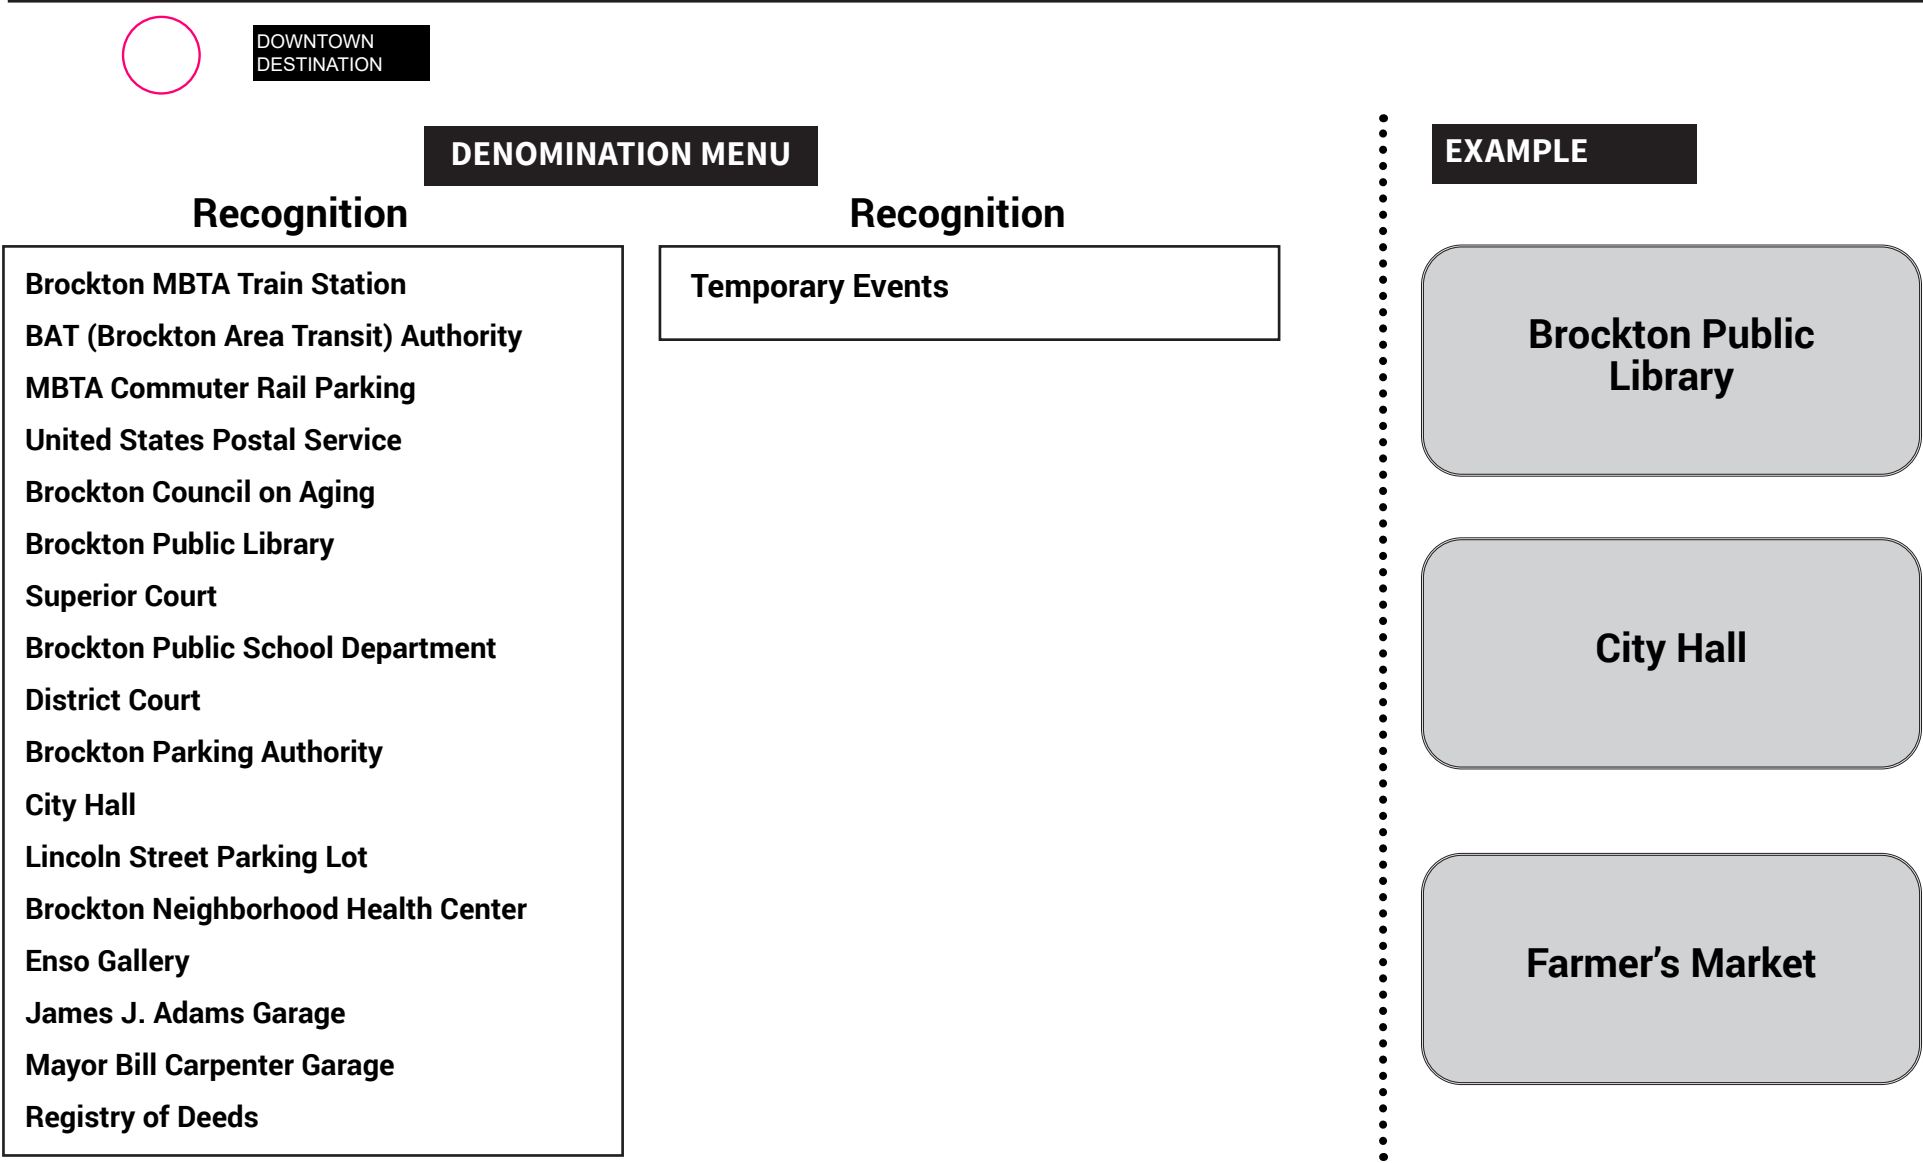 DOWNTOWN
DESTINATION
DENOMINATION MENU
Recognition
Brockton MBTA Train Station
BAT (Brockton Area Transit) Authority
MBTA Commuter Rail Parking
United States Postal Service
Brockton Council on Aging
Brockton Public Library
Superior Court
Brockton Public School Department
District Court
Brockton Parking Authority
City Hall
Lincoln Street Parking Lot
Brockton Neighborhood Health Center
Enso Gallery
James J. Adams Garage
Mayor Bill Carpenter Garage
Registry of Deeds
Recognition
Temporary Events
EXAMPLE
Brockton Public
Library
City Hall
Farmer’s Market